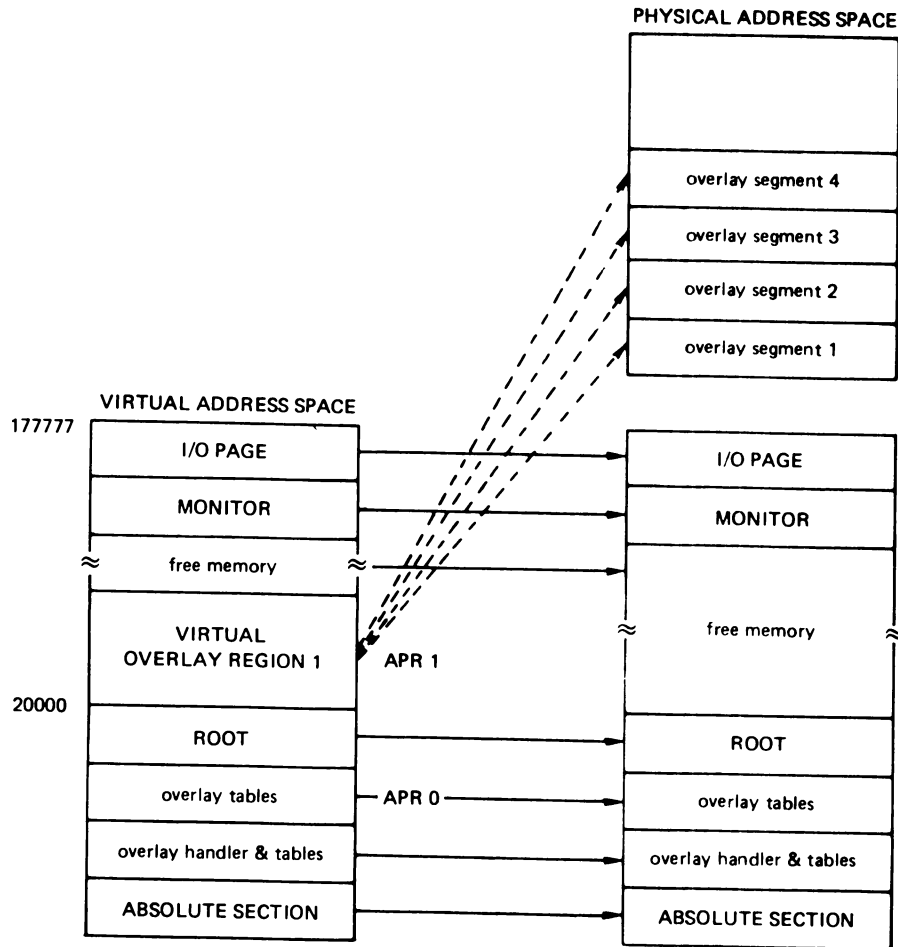 PHYSICAL ADDRESS SPACE
overlay segment 4
overlay segment 3
overlay segment 2
overlay segment 1
VIRTUAL ADDRESS SPACE
177777
I/O PAGE
MONITOR
free memory
VIRTUAL
OVERLAY REGION 1
APR 1
20000
ROOT
overlay tables
APR 0
overlay handler & tables
ABSOLUTE SECTION
I/O PAGE
MONITOR
free memory
ROOT
overlay tables
overlay handler & tables
ABSOLUTE SECTION